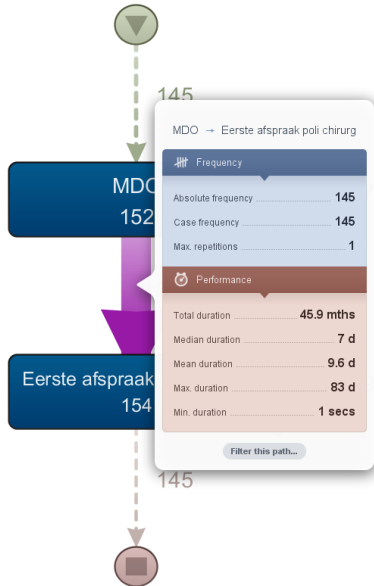 145
MDO
152
MDO → Eerste afspraak poli chirurg
Frequency
Absolute frequency 145
Case frequency 145
Max. repetitions 1
Performance
Total duration 45.9 mths
Median duration 7 d
Mean duration 9.6 d
Max. duration 83 d
Min. duration 1 secs
Filter this path...
Eerste afspraak
154
145